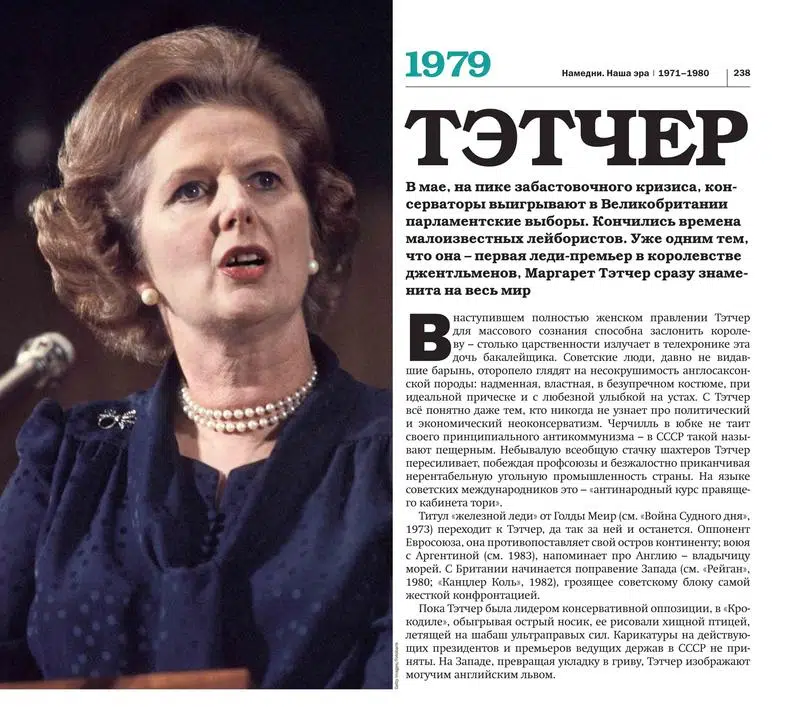 1979
Намедни. Наша эра | 1971–1980 | 238
ТЭТЧЕР
В мае, на пике забастовочного кризиса, кон-
серваторы выигрывают в Великобритании
парламентские выборы. Кончились времена
малоизвестных лейбористов. Уже одним тем,
что она – первая леди-премьер в королевстве
джентльменов, Маргарет Тэтчер сразу знаме-
нита на весь мир
В наступившем полностью женском правлении Тэтчер
для массового сознания способна заслонить короле-
ву – столько царственности излучает в телехронике эта
дочь бакалейщика. Советские люди, давно не видав-
шие барынь, оторопело глядят на несокрушимость англосаксон-
ской породы: надменная, властная, в безупречном костюме, при
идеальной прическе и с любезной улыбкой на устах. С Тэтчер
всё понятно даже тем, кто никогда не узнает про политический
и экономический неоконсерватизм. Черчилль в юбке не таит
своего принципиального антикоммунизма – в СССР такой назы-
вают пещерным. Небывалую всеобщую стачку шахтеров Тэтчер
пересиливает, побеждая профсоюзы и безжалостно приканчивая
нерентабельную угольную промышленность страны. На языке
советских международников это – «антинародный курс правяще-
го кабинета тори».
Титул «железной леди» от Голды Меир (см. «Война Судного дня»,
1973) переходит к Тэтчер, да так за ней и останется. Оппонент
Евросоюза, она противопоставляет свой остров континенту; воюя
с Аргентиной (см. 1983), напоминает про Англию – владычицу
морей. С Британии начинается поправение Запада (см. «Рейган»,
1980; «Канцлер Коль», 1982), грозящее советскому блоку самой
жесткой конфронтацией.
Пока Тэтчер была лидером консервативной оппозиции, в «Кро-
кодиле», обыгрывая острый носик, ее рисовали хищной птицей,
летящей на шабаш ультраправых сил. Карикатуры на действую-
щих президентов и премьеров ведущих держав в СССР не при-
няты. На Западе, превращая укладку в гриву, Тэтчер изображают
могучим английским львом.